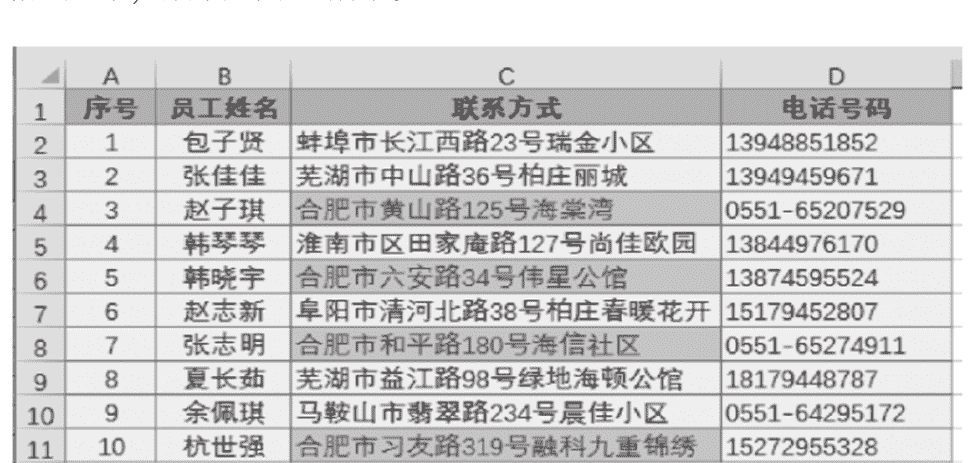 A B C D
1 序号 员工姓名 联系方式 电话号码
2 1 包子贤 蚌埠市长江西路23号瑞金小区 13948851852
3 2 张佳佳 芜湖市中山路36号柏庄丽城 13949459671
4 3 赵子琪 合肥市黄山路125号海棠湾 0551-65207529
5 4 韩琴琴 淮南市区田家庵路127号尚佳欧园 13844976170
6 5 韩晓宇 合肥市六安路34号伟星公馆 13874595524
7 6 赵志新 阜阳市清河北路38号柏庄春暖花开 15179452807
8 7 张志明 合肥市和平路180号海信社区 0551-65274911
9 8 夏长茹 芜湖市益江路98号绿地海顿公馆 18179448787
10 9 余佩琪 马鞍山市翡翠路234号晨佳小区 0551-64295172
11 10 杭世强 合肥市习友路319号融科九重锦绣 15272955328